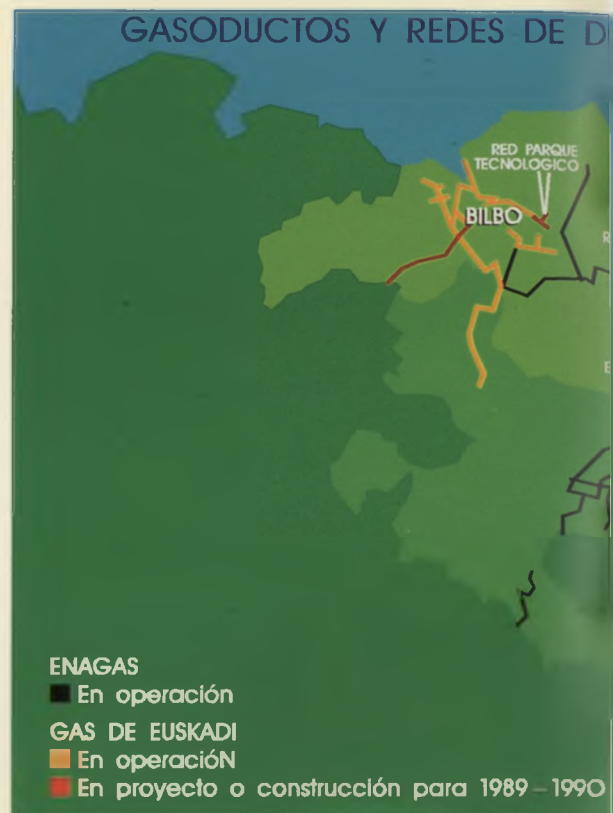 GASODUCTOS Y REDES DE D
RED PARQUE
TECNOLOGICO
BILBO
R
E
ENAGAS
En operación
GAS DE EUSKADI
En operacióN
En proyecto o construcción para 1989–1990